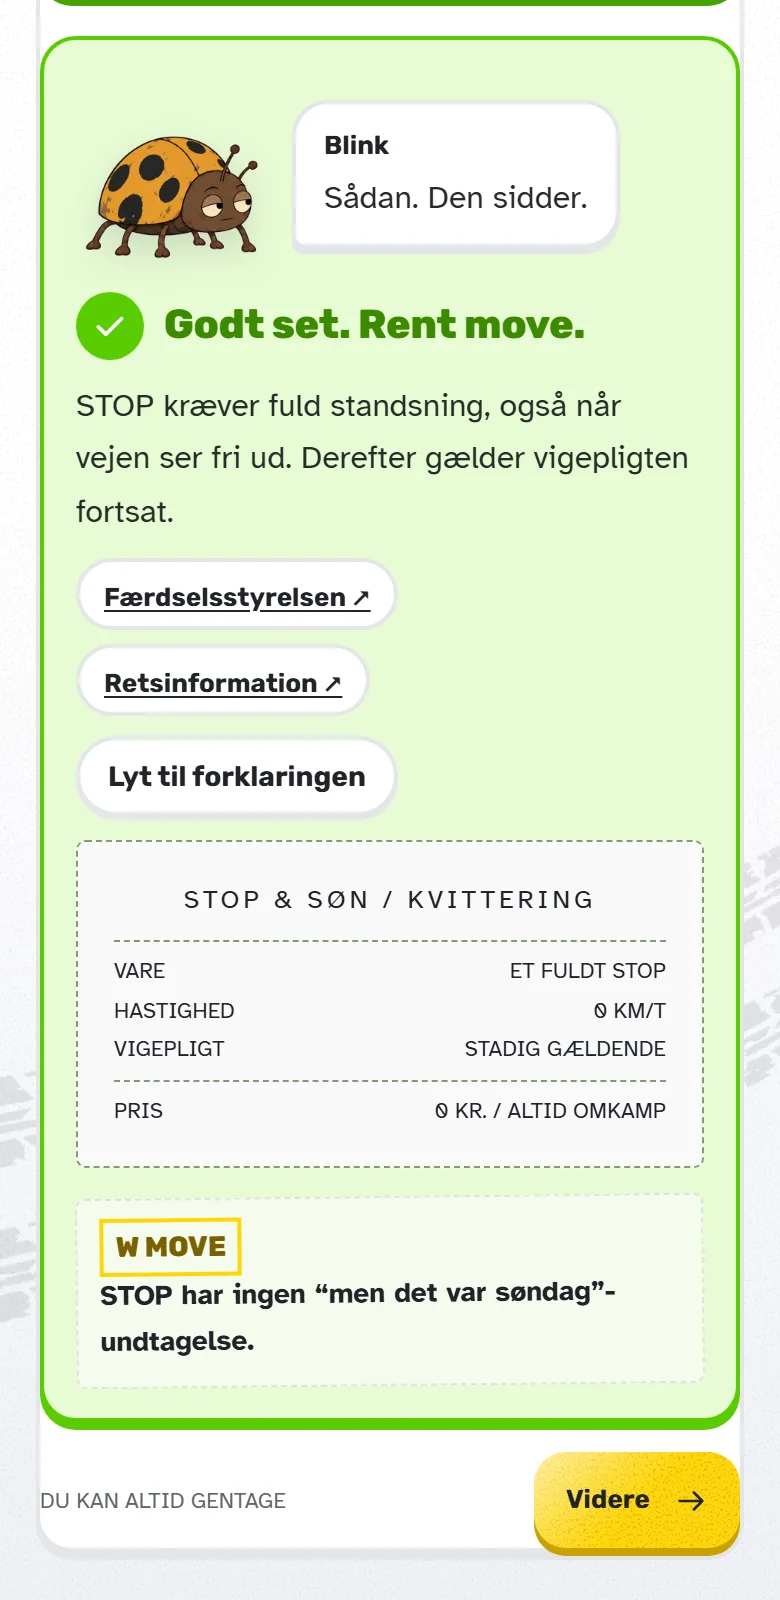 Blink
Sådan. Den sidder.
Godt set. Rent move.
STOP kræver fuld standsning, også når
vejen ser fri ud. Derefter gælder vigepligten
fortsat.
Færdselsstyrelsen ↗
Retsinformation ↗
Lyt til forklaringen
STOP & SØN / KVITTERING
VARE ET FULDT STOP
HASTIGHED 0 KM/T
VIGEPLIGT STADIG GÆLDENDE
PRIS 0 KR. / ALTID OMKAMP
W MOVE
STOP har ingen “men det var søndag”-
undtagelse.
DU KAN ALTID GENTAGE
Videre →